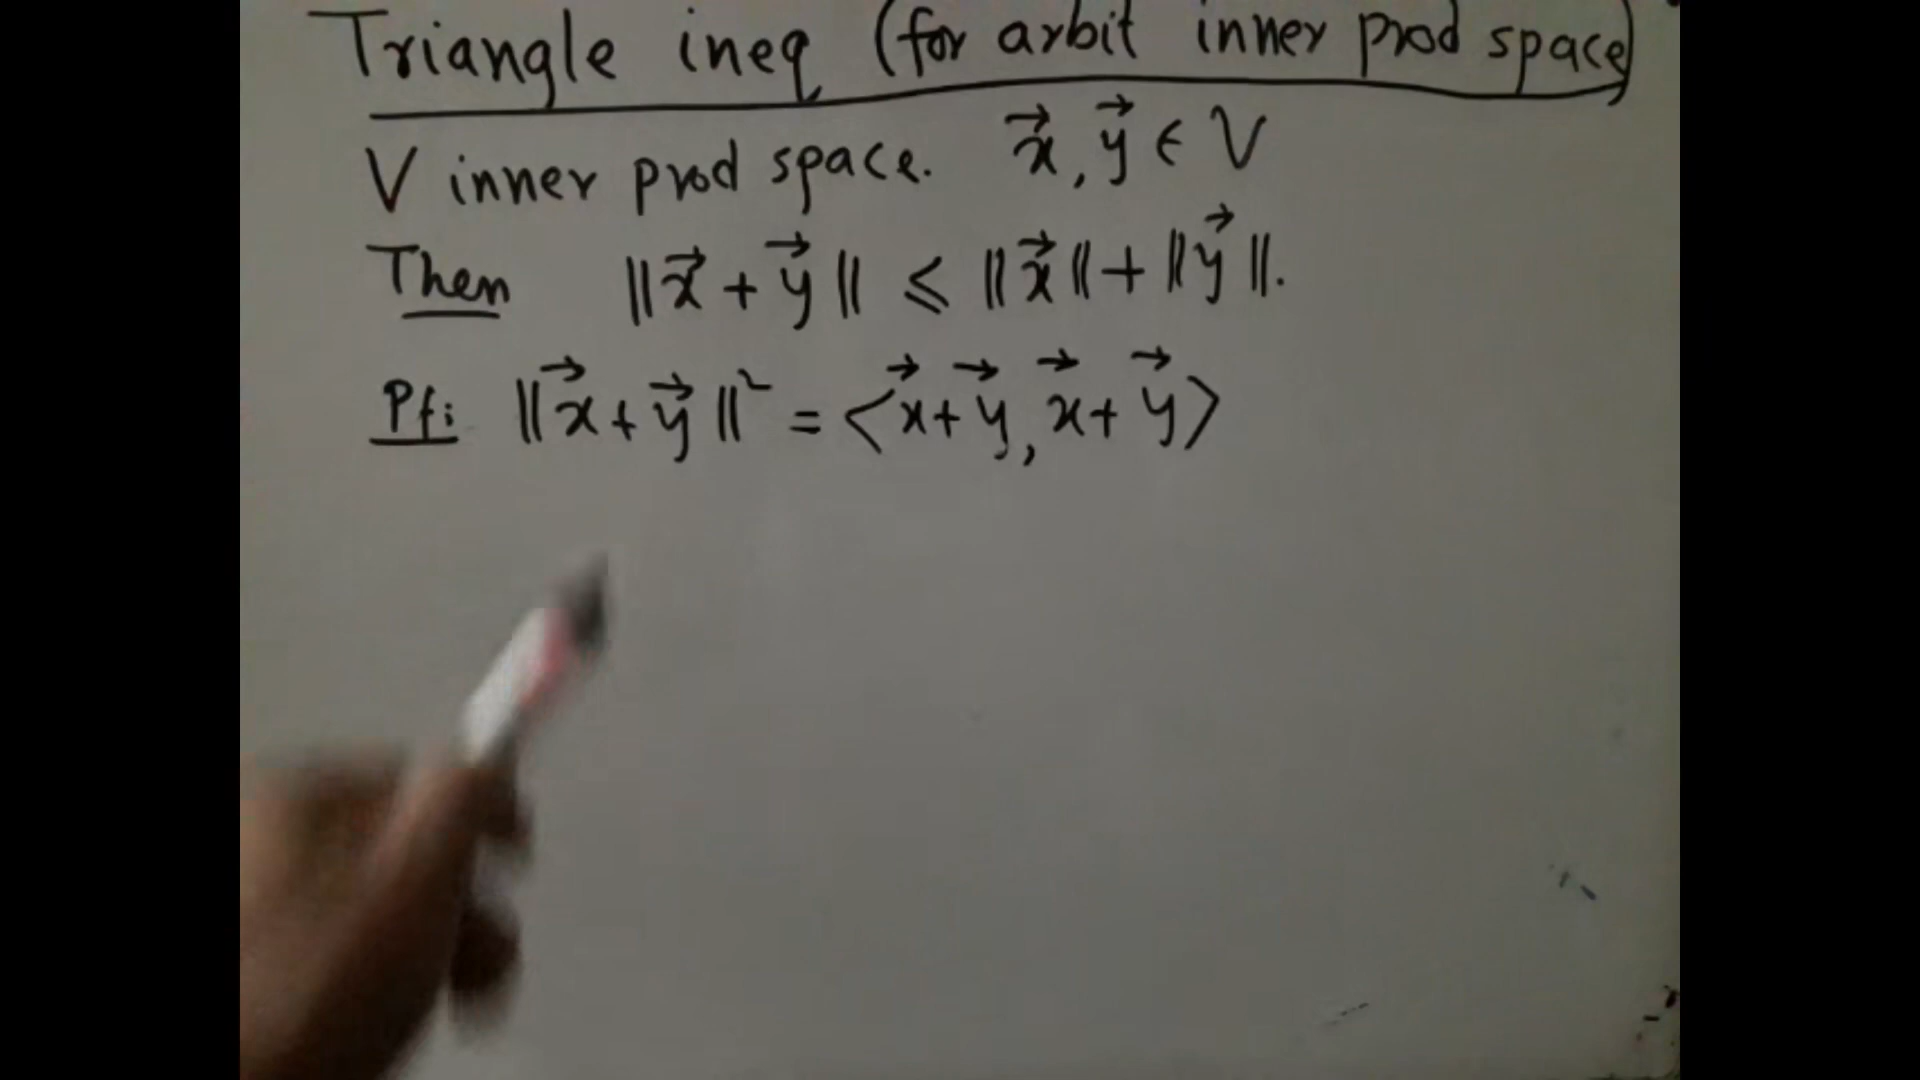 Triangle ineq (for arbit inner prod space)
V inner prod space. x⃗, y⃗ ∈ V
Then ‖x⃗ + y⃗‖ ⩽ ‖x⃗‖ + ‖y⃗‖.
Pf: ‖x⃗ + y⃗‖² = ⟨x⃗ + y⃗, x⃗ + y⃗⟩